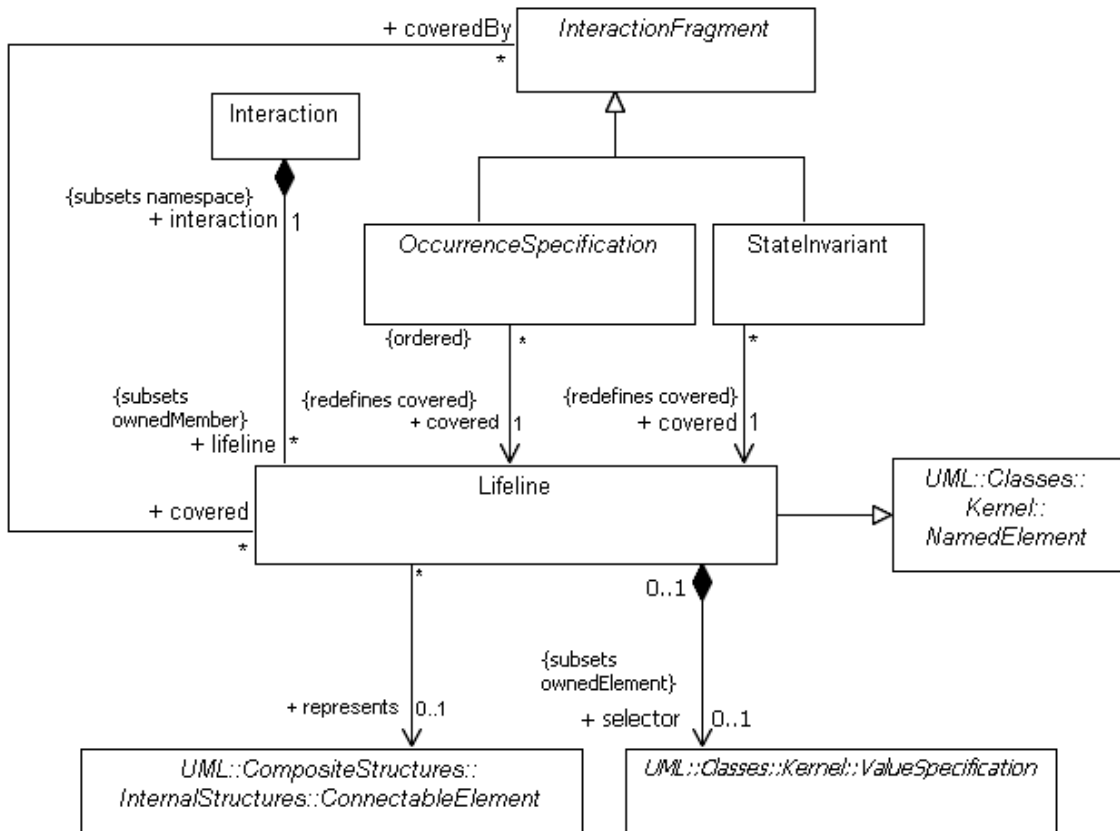 + coveredBy
*
InteractionFragment
Interaction
{subsets namespace}
+ interaction
1
OccurrenceSpecification
StateInvariant
{ordered}
*
*
{subsets
ownedMember}
+ lifeline
*
{redefines covered}
+ covered
1
{redefines covered}
+ covered
1
Lifeline
+ covered
*
UML::Classes::
Kernel::
NamedElement
*
0..1
{subsets
ownedElement}
+ represents
0..1
+ selector
0..1
UML::CompositeStructures::
InternalStructures::ConnectableElement
UML::Classes::Kernel::ValueSpecification